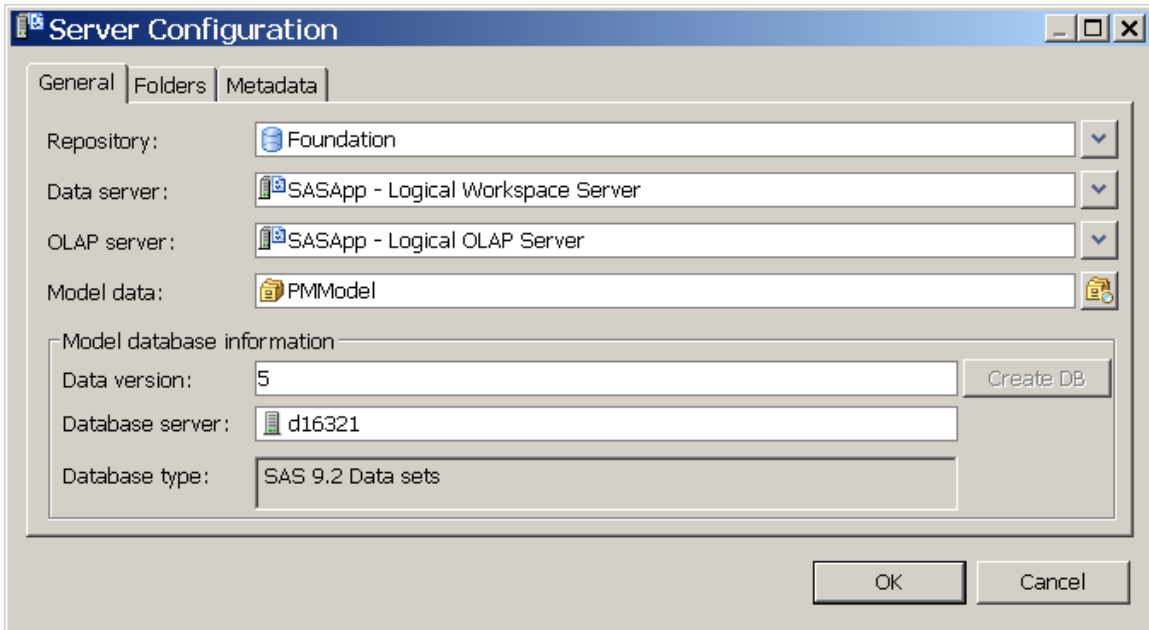 Server Configuration
General Folders Metadata
Repository: Foundation
Data server: SASApp - Logical Workspace Server
OLAP server: SASApp - Logical OLAP Server
Model data: PMModel
Model database information
Data version: 5 Create DB
Database server: d16321
Database type: SAS 9.2 Data sets
OK Cancel